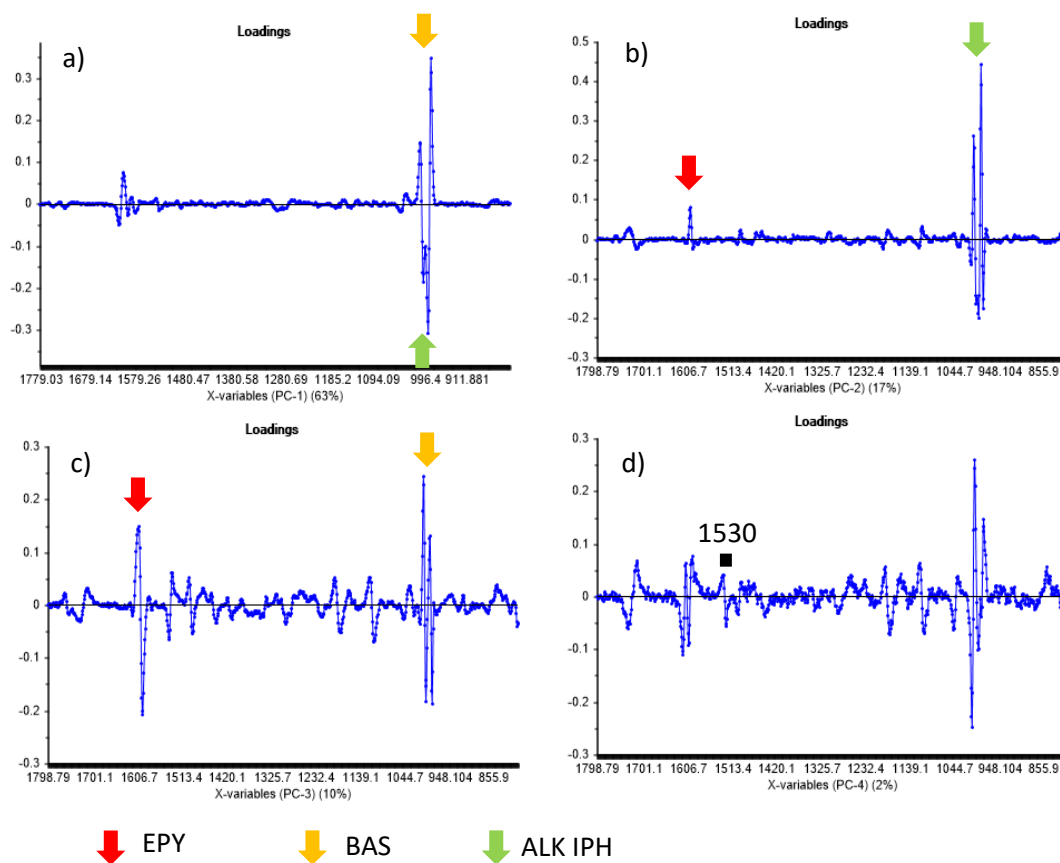 Loadings
a)
0.3
0.2
0.1
0
-0.1
-0.2
-0.3
1779.03 1679.14 1579.26 1480.47 1380.58 1280.69 1185.2 1094.09 996.4 911.881
X-variables (PC-1) (63%)
Loadings
b)
0.5
0.4
0.3
0.2
0.1
0
-0.1
-0.2
-0.3
1798.79 1701.1 1606.7 1513.4 1420.1 1325.7 1232.4 1139.1 1044.7 948.104 855.9
X-variables (PC-2) (17%)
Loadings
c)
0.3
0.2
0.1
0
-0.1
-0.2
-0.3
1798.79 1701.1 1606.7 1513.4 1420.1 1325.7 1232.4 1139.1 1044.7 948.104 855.9
X-variables (PC-3) (10%)
Loadings
d)
1530
0.3
0.2
0.1
0
-0.1
-0.2
-0.3
1798.79 1701.1 1606.7 1513.4 1420.1 1325.7 1232.4 1139.1 1044.7 948.104 855.9
X-variables (PC-4) (2%)
EPY BAS ALK IPH